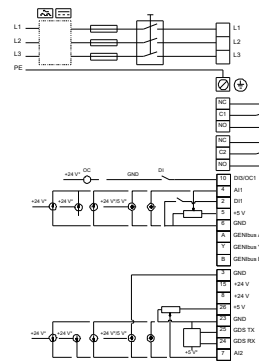 L1 L1
L2 L2
L3 L3
PE
NC
C1
NO
NC
C2
NO
+24 V* OC GND DI 10 DI3/OC1
4 AI1
+24 V* +24 V* +24 V* +24 V*/5 V* 2 DI1
5 +5 V
6 GND
A GENIbus A
Y GENIbus
B GENIbus
3 GND
15 +24 V
8 +24 V
26 +5 V
23 GND
25 GDS TX
+24 V* +24 V* +24 V* +24 V*/5 V* 24 GDS RX
+5 V* 7 AI2